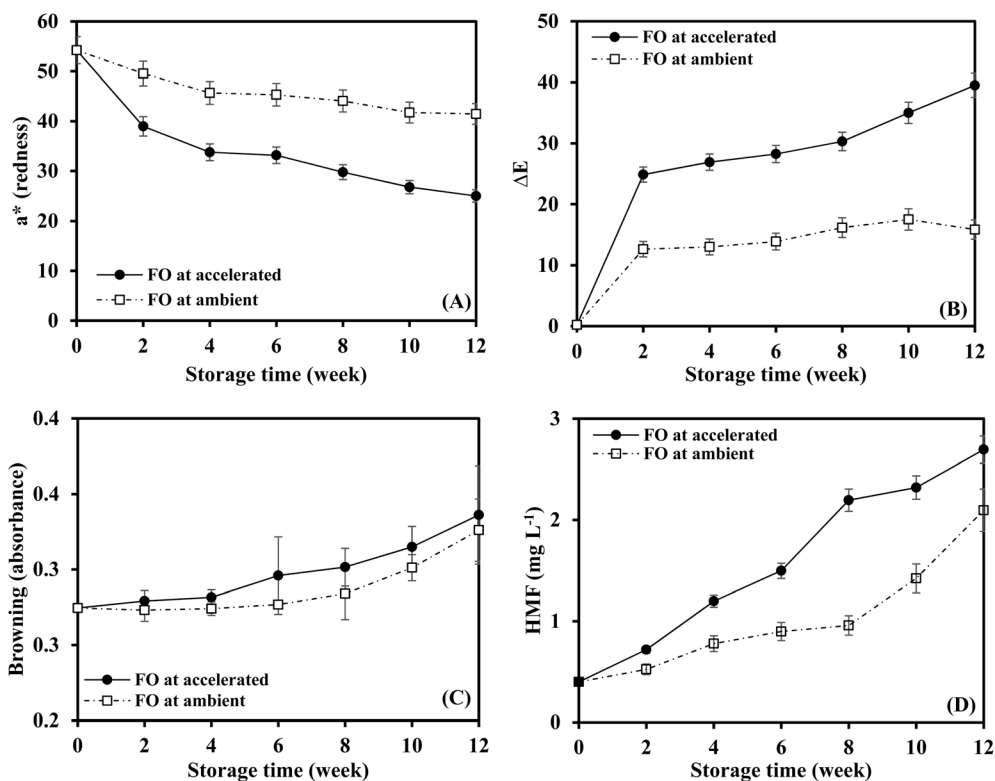 60
50
40
30
20
10
0
a* (redness)
FO at accelerated
FO at ambient
(A)
0 2 4 6 8 10 12
Storage time (week)
50
40
30
20
10
0
ΔE
FO at accelerated
FO at ambient
(B)
0 2 4 6 8 10 12
Storage time (week)
0.4
0.4
0.3
0.3
0.2
Browning (absorbance)
FO at accelerated
FO at ambient
(C)
0 2 4 6 8 10 12
Storage time (week)
3
2
1
0
HMF (mg L⁻¹)
FO at accelerated
FO at ambient
(D)
0 2 4 6 8 10 12
Storage time (week)